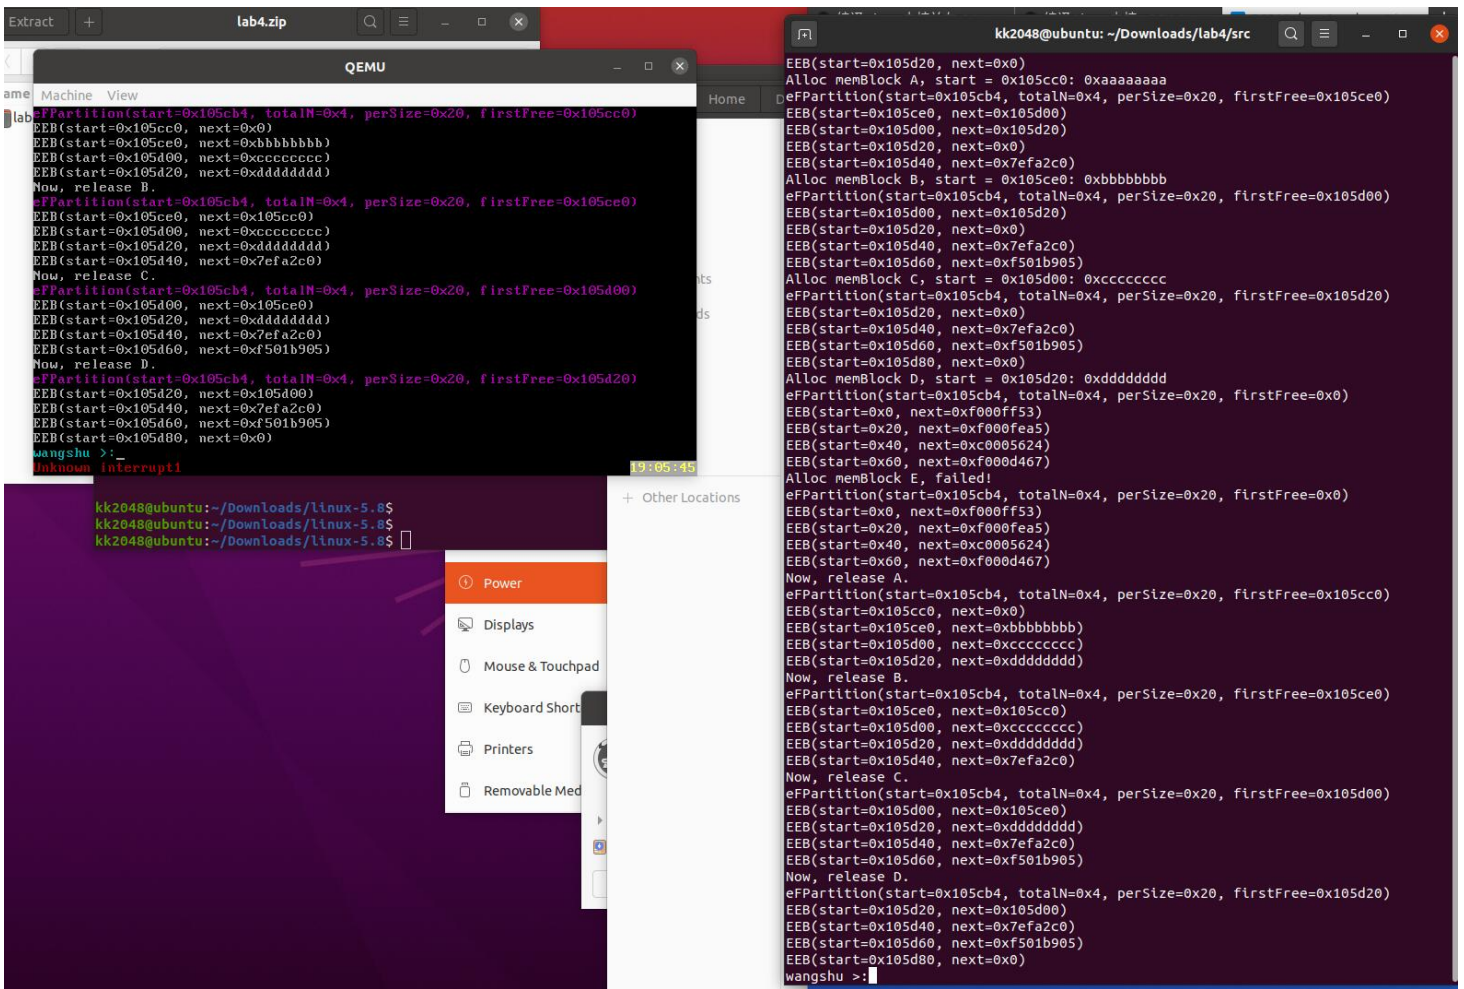 Extract
lab4.zip
QEMU
Machine View
eFPartition(start=0x105cb4, totalN=0x4, perSize=0x20, firstFree=0x105cc0)
EEB(start=0x105cc0, next=0x0)
EEB(start=0x105ce0, next=0xbbbbbbbb)
EEB(start=0x105d00, next=0xcccccccc)
EEB(start=0x105d20, next=0xdddddddd)
Now, release B.
eFPartition(start=0x105cb4, totalN=0x4, perSize=0x20, firstFree=0x105ce0)
EEB(start=0x105ce0, next=0x105cc0)
EEB(start=0x105d00, next=0xcccccccc)
EEB(start=0x105d20, next=0xdddddddd)
EEB(start=0x105d40, next=0x7efa2c0)
Now, release C.
eFPartition(start=0x105cb4, totalN=0x4, perSize=0x20, firstFree=0x105d00)
EEB(start=0x105d00, next=0x105ce0)
EEB(start=0x105d20, next=0xdddddddd)
EEB(start=0x105d40, next=0x7efa2c0)
EEB(start=0x105d60, next=0xf501b905)
Now, release D.
eFPartition(start=0x105cb4, totalN=0x4, perSize=0x20, firstFree=0x105d20)
EEB(start=0x105d20, next=0x105d00)
EEB(start=0x105d40, next=0x7efa2c0)
EEB(start=0x105d60, next=0xf501b905)
EEB(start=0x105d80, next=0x0)
wangshu >:_
Unknown interrupt1 19:05:45
kk2048@ubuntu:~/Downloads/linux-5.8$
kk2048@ubuntu:~/Downloads/linux-5.8$
kk2048@ubuntu:~/Downloads/linux-5.8$
Home
+ Other Locations
Power
Displays
Mouse & Touchpad
Keyboard Short
Printers
Removable Med
kk2048@ubuntu: ~/Downloads/lab4/src
EEB(start=0x105d20, next=0x0)
Alloc memBlock A, start = 0x105cc0: 0xaaaaaaaa
eFPartition(start=0x105cb4, totalN=0x4, perSize=0x20, firstFree=0x105ce0)
EEB(start=0x105ce0, next=0x105d00)
EEB(start=0x105d00, next=0x105d20)
EEB(start=0x105d20, next=0x0)
EEB(start=0x105d40, next=0x7efa2c0)
Alloc memBlock B, start = 0x105ce0: 0xbbbbbbbb
eFPartition(start=0x105cb4, totalN=0x4, perSize=0x20, firstFree=0x105d00)
EEB(start=0x105d00, next=0x105d20)
EEB(start=0x105d20, next=0x0)
EEB(start=0x105d40, next=0x7efa2c0)
EEB(start=0x105d60, next=0xf501b905)
Alloc memBlock C, start = 0x105d00: 0xcccccccc
eFPartition(start=0x105cb4, totalN=0x4, perSize=0x20, firstFree=0x105d20)
EEB(start=0x105d20, next=0x0)
EEB(start=0x105d40, next=0x7efa2c0)
EEB(start=0x105d60, next=0xf501b905)
EEB(start=0x105d80, next=0x0)
Alloc memBlock D, start = 0x105d20: 0xdddddddd
eFPartition(start=0x105cb4, totalN=0x4, perSize=0x20, firstFree=0x0)
EEB(start=0x0, next=0xf000ff53)
EEB(start=0x20, next=0xf000fea5)
EEB(start=0x40, next=0xc0005624)
EEB(start=0x60, next=0xf000d467)
Alloc memBlock E, failed!
eFPartition(start=0x105cb4, totalN=0x4, perSize=0x20, firstFree=0x0)
EEB(start=0x0, next=0xf000ff53)
EEB(start=0x20, next=0xf000fea5)
EEB(start=0x40, next=0xc0005624)
EEB(start=0x60, next=0xf000d467)
Now, release A.
eFPartition(start=0x105cb4, totalN=0x4, perSize=0x20, firstFree=0x105cc0)
EEB(start=0x105cc0, next=0x0)
EEB(start=0x105ce0, next=0xbbbbbbbb)
EEB(start=0x105d00, next=0xcccccccc)
EEB(start=0x105d20, next=0xdddddddd)
Now, release B.
eFPartition(start=0x105cb4, totalN=0x4, perSize=0x20, firstFree=0x105ce0)
EEB(start=0x105ce0, next=0x105cc0)
EEB(start=0x105d00, next=0xcccccccc)
EEB(start=0x105d20, next=0xdddddddd)
EEB(start=0x105d40, next=0x7efa2c0)
Now, release C.
eFPartition(start=0x105cb4, totalN=0x4, perSize=0x20, firstFree=0x105d00)
EEB(start=0x105d00, next=0x105ce0)
EEB(start=0x105d20, next=0xdddddddd)
EEB(start=0x105d40, next=0x7efa2c0)
EEB(start=0x105d60, next=0xf501b905)
Now, release D.
eFPartition(start=0x105cb4, totalN=0x4, perSize=0x20, firstFree=0x105d20)
EEB(start=0x105d20, next=0x105d00)
EEB(start=0x105d40, next=0x7efa2c0)
EEB(start=0x105d60, next=0xf501b905)
EEB(start=0x105d80, next=0x0)
wangshu >: